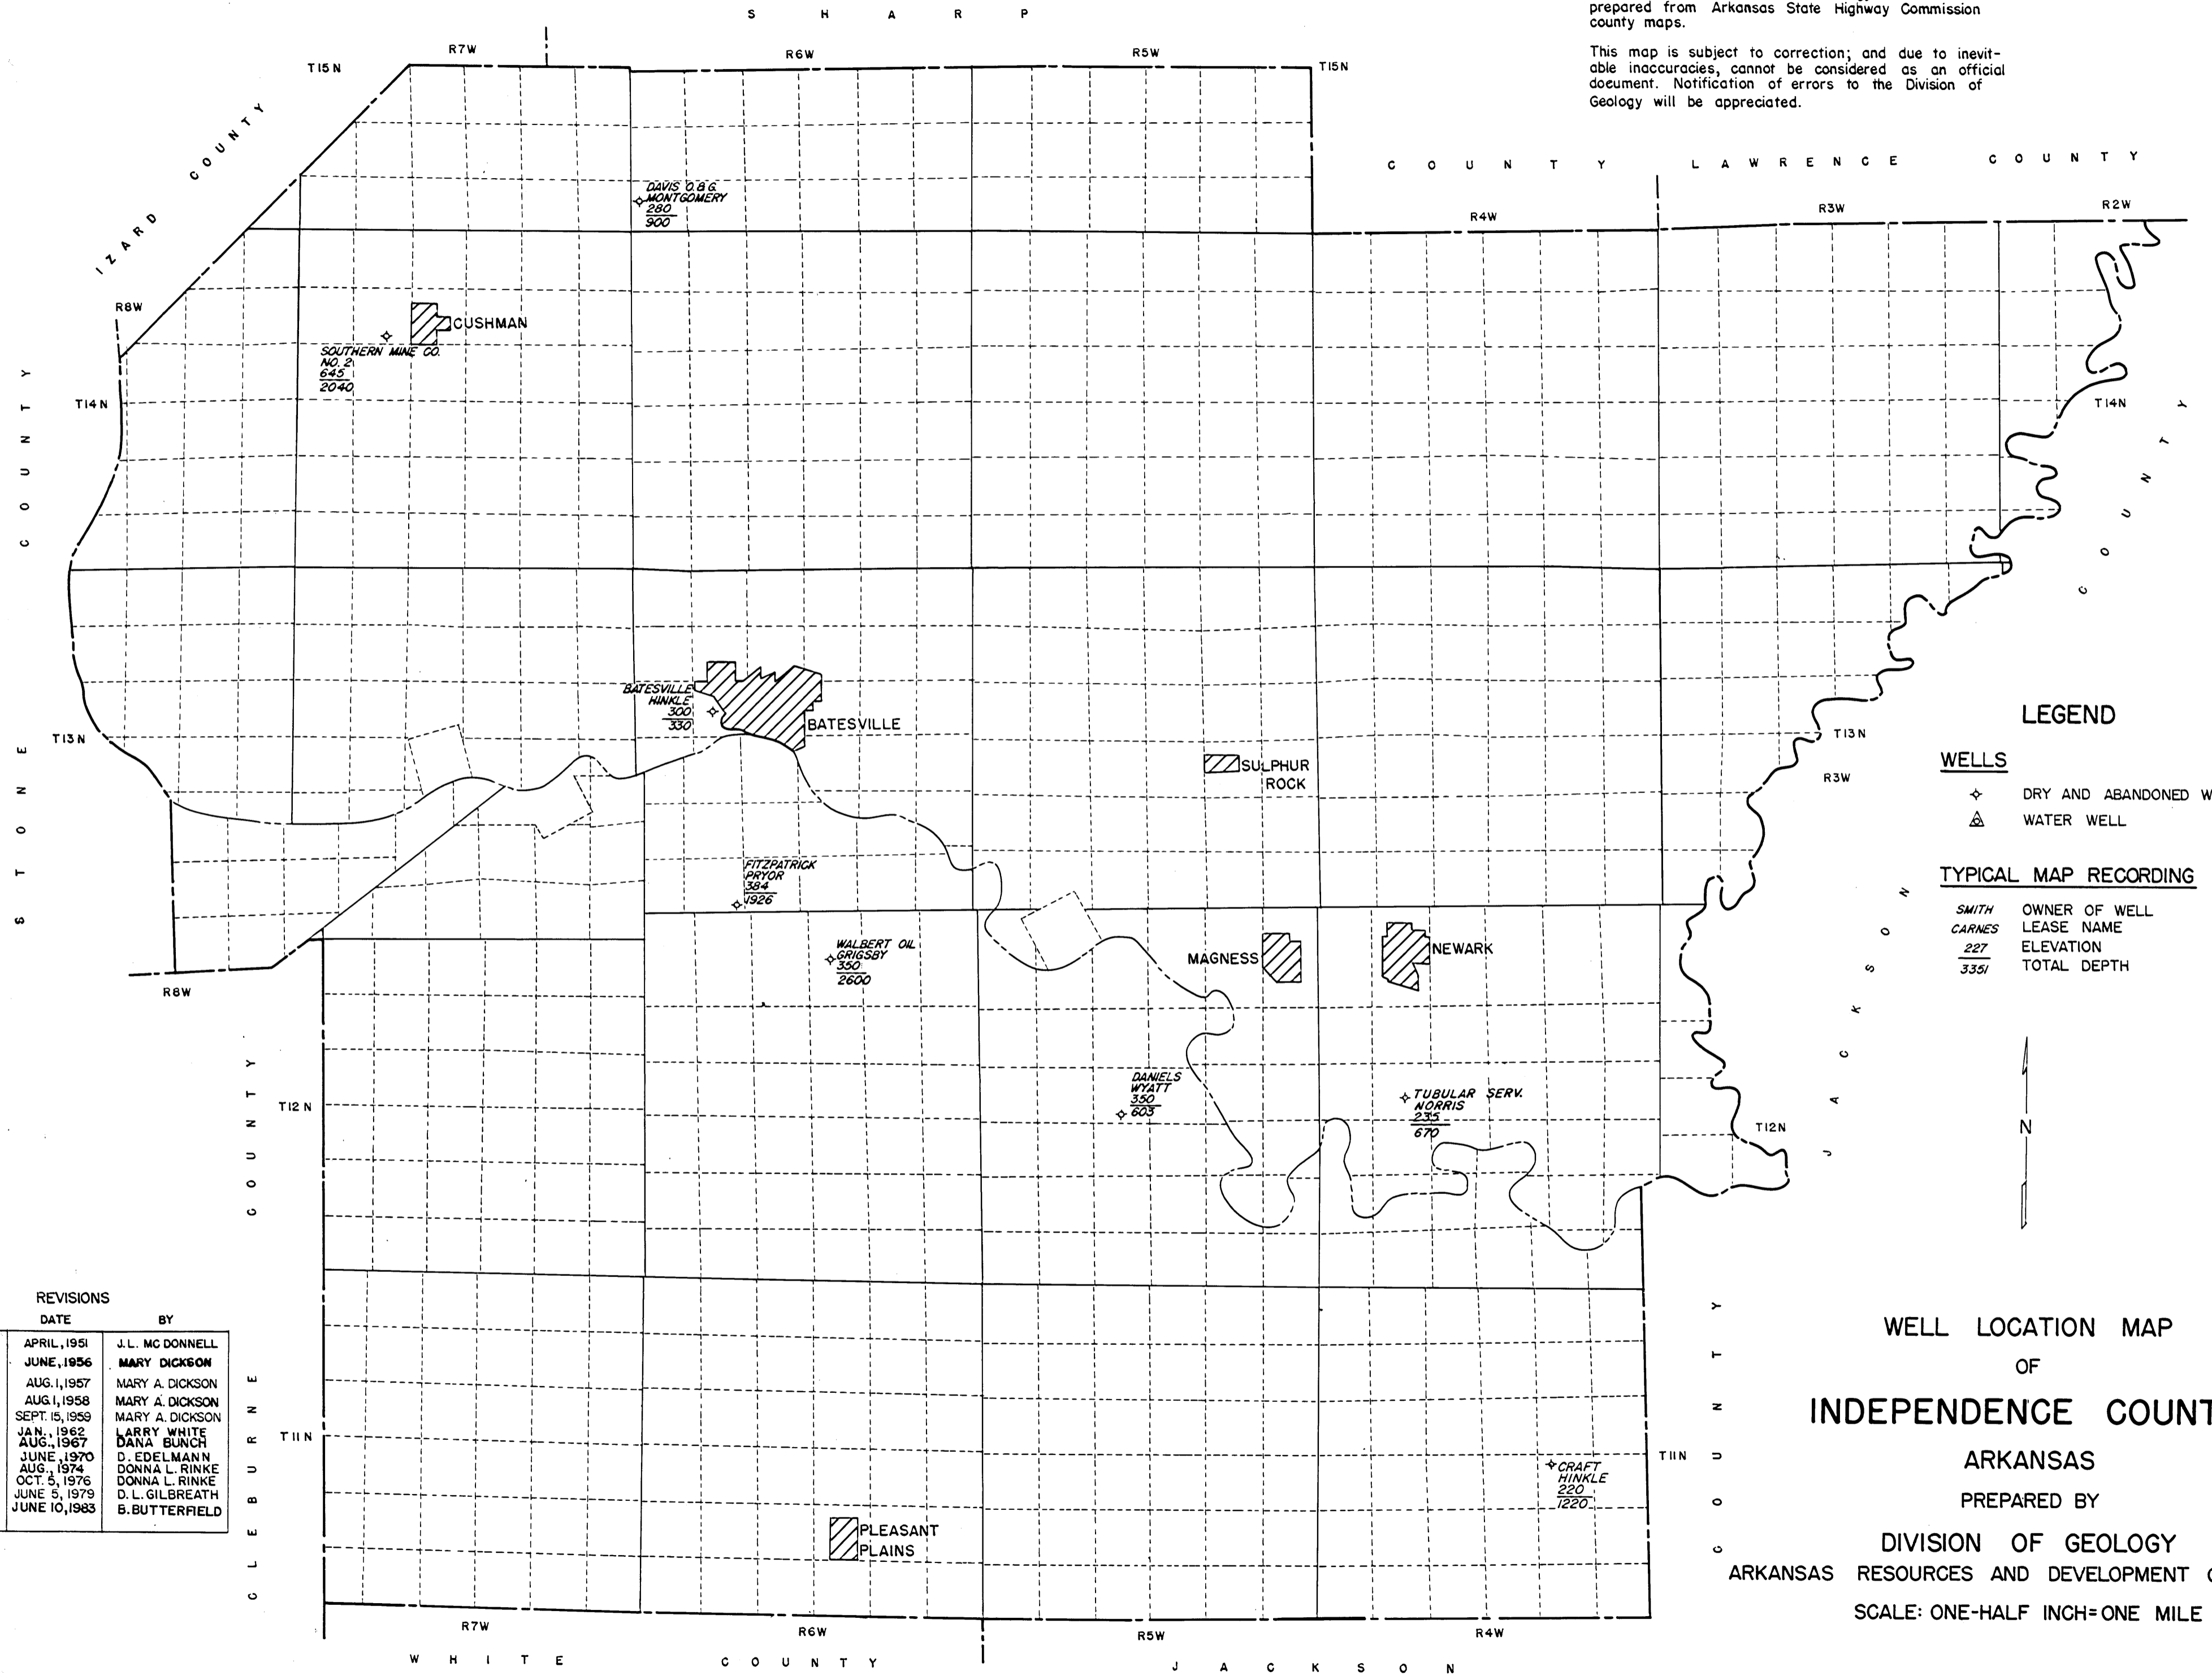 prepared from Arkansas State Highway Commission
county maps.
This map is subject to correction; and due to inevit-
able inaccuracies, cannot be considered as an official
document. Notification of errors to the Division of
Geology will be appreciated.
S H A R P
COUNTY
LAWRENCE COUNTY
IZARD COUNTY
T15N
R7W
R6W
R5W
T15N
R4W
R3W
R2W
DAVIS O.&G.
MONTGOMERY
280
900
R8W
CUSHMAN
SOUTHERN MINE CO.
NO. 2
645
2040
T14N
T14N
STONE COUNTY
JACKSON COUNTY
BATESVILLE
HINKLE
300
330
BATESVILLE
T13N
T13N
R3W
SULPHUR
ROCK
FITZPATRICK
PRYOR
384
1926
WALBERT OIL
GRIGSBY
350
2600
MAGNESS
NEWARK
R8W
DANIELS
WYATT
350
603
TUBULAR SERV.
NORRIS
235
670
T12N
T12N
CLEBURNE COUNTY
T11N
T11N
CRAFT
HINKLE
220
1220
PLEASANT
PLAINS
R7W
R6W
R5W
R4W
WHITE COUNTY
JACKSON
COUNTY
LEGEND
WELLS
DRY AND ABANDONED W
WATER WELL
TYPICAL MAP RECORDING
SMITH OWNER OF WELL
CARNES LEASE NAME
227 ELEVATION
3351 TOTAL DEPTH
N
REVISIONS
DATE BY
APRIL, 1951 J.L. MC DONNELL
JUNE, 1956 MARY DICKSON
AUG. 1, 1957 MARY A. DICKSON
AUG. 1, 1958 MARY A. DICKSON
SEPT. 15, 1959 MARY A. DICKSON
JAN., 1962 LARRY WHITE
AUG., 1967 DANA BUNCH
JUNE, 1970 D. EDELMANN
AUG., 1974 DONNA L. RINKE
OCT. 5, 1976 DONNA L. RINKE
JUNE 5, 1979 D. L. GILBREATH
JUNE 10, 1983 B. BUTTERFIELD
WELL LOCATION MAP
OF
INDEPENDENCE COUNT
ARKANSAS
PREPARED BY
DIVISION OF GEOLOGY
ARKANSAS RESOURCES AND DEVELOPMENT
SCALE: ONE-HALF INCH=ONE MILE